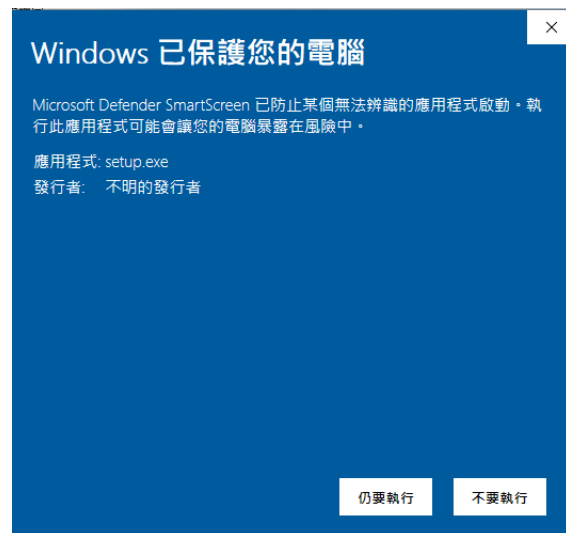 Windows 已保護您的電腦
Microsoft Defender SmartScreen 已防止某個無法辨識的應用程式啟動。執
行此應用程式可能會讓您的電腦暴露在風險中。
應用程式: setup.exe
發行者: 不明的發行者
仍要執行 不要執行